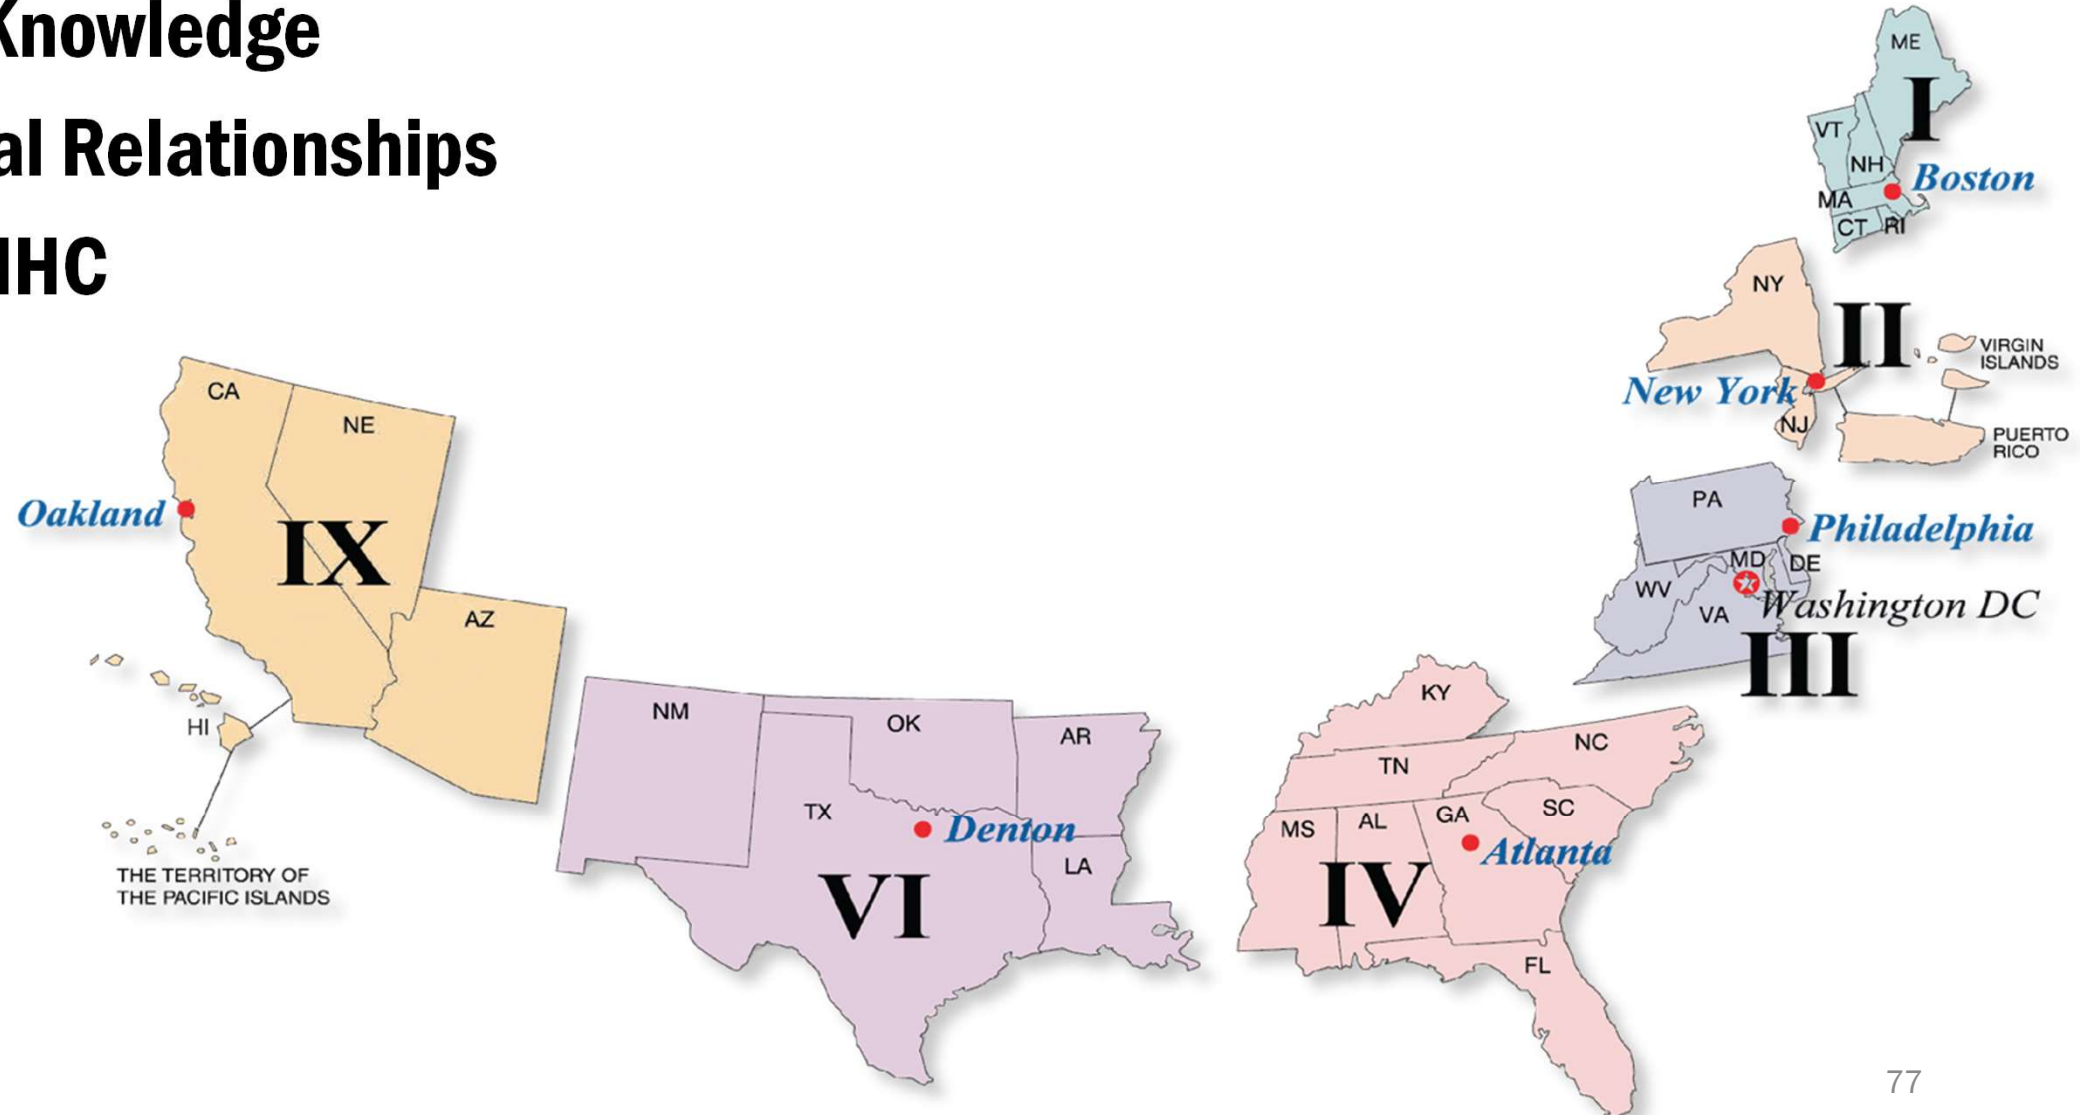 Knowledge
al Relationships
IHC
ME
I
VT
NH
Boston
MA
CT RI
NY
II
VIRGIN
ISLANDS
New York
NJ
PUERTO
RICO
CA
NE
Oakland
IX
AZ
HI
THE TERRITORY OF
THE PACIFIC ISLANDS
PA
Philadelphia
MD DE
WV
VA
Washington DC
III
NM
OK
AR
TX
Denton
LA
VI
KY
NC
TN
SC
MS
AL
GA
Atlanta
IV
FL
77